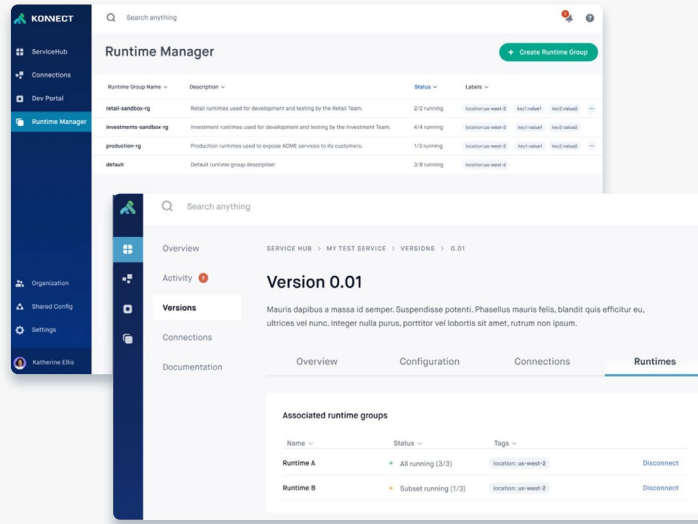 KONNECT
Search anything
ServiceHub
Connections
Dev Portal
Runtime Manager
Organization
Shared Config
Settings
Katherine Ellis
Runtime Manager
+ Create Runtime Group
Runtime Group Name Description Status Labels
retail-sandbox-rg Retail runtimes used for development and testing by the Retail Team. 2/2 running location:us-west-2 key1:value1 key2:value2
investments-sandbox-rg Investment runtimes used for development and testing by the Investment Team. 4/4 running location:us-west-2 key1:value1 key2:value2
production-rg Production runtimes used to expose ACME services to its customers. 1/3 running location:us-west-2 key1:value1 key2:value2
default Default runtime group description 3/8 running location:us-west-2
Search anything
Overview
Activity
Versions
Connections
Documentation
SERVICE HUB > MY TEST SERVICE > VERSIONS > 0.01
Version 0.01
Mauris dapibus a massa id semper. Suspendisse potenti. Phasellus mauris felis, blandit quis efficitur eu,
ultrices vel nunc. Integer nulla purus, porttitor vel lobortis sit amet, rutrum non ipsum.
Overview Configuration Connections Runtimes
Associated runtime groups
Name Status Tags
Runtime A All running (3/3) location: us-west-2 Disconnect
Runtime B Subset running (1/3) location: us-west-2 Disconnect